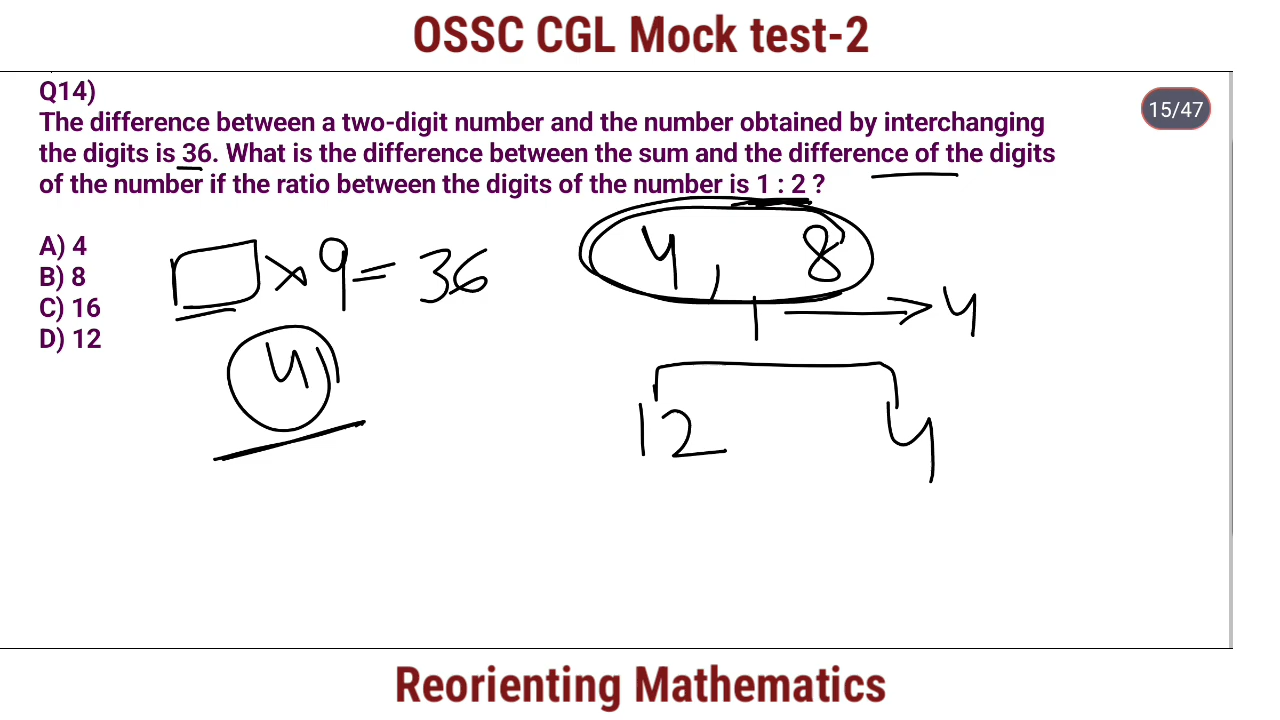 OSSC CGL Mock test-2
Q14)
15/47
The difference between a two-digit number and the number obtained by interchanging
the digits is 36. What is the difference between the sum and the difference of the digits
of the number if the ratio between the digits of the number is 1 : 2 ?
A) 4
B) 8
C) 16
D) 12
× 9 = 36
4, 8
1 → 4
4
12 4
Reorienting Mathematics